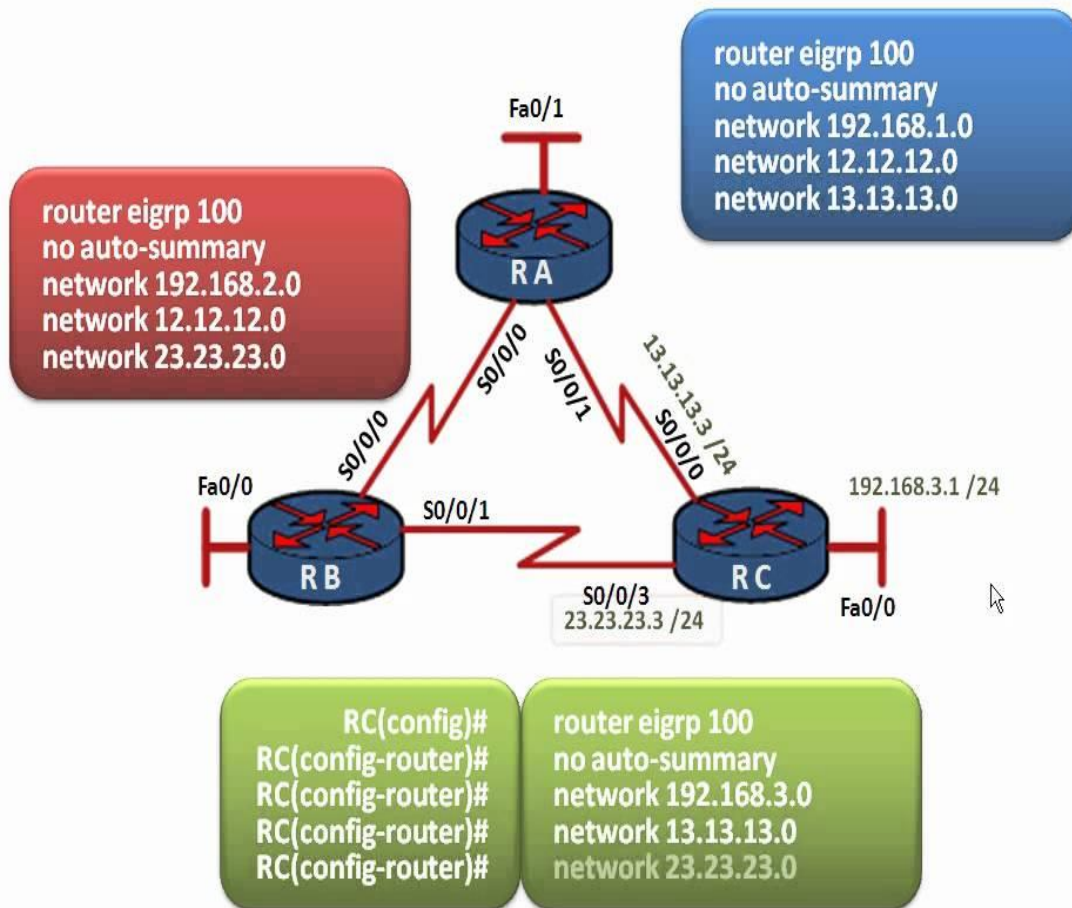 router eigrp 100
no auto-summary
network 192.168.1.0
network 12.12.12.0
network 13.13.13.0
router eigrp 100
no auto-summary
network 192.168.2.0
network 12.12.12.0
network 23.23.23.0
Fa0/1
RA
S0/0/0
S0/0/1
13.13.13.3 /24
S0/0/0
S0/0/0
Fa0/0
S0/0/1
RB
192.168.3.1 /24
RC
Fa0/0
S0/0/3
23.23.23.3 /24
RC(config)# router eigrp 100
RC(config-router)# no auto-summary
RC(config-router)# network 192.168.3.0
RC(config-router)# network 13.13.13.0
RC(config-router)# network 23.23.23.0